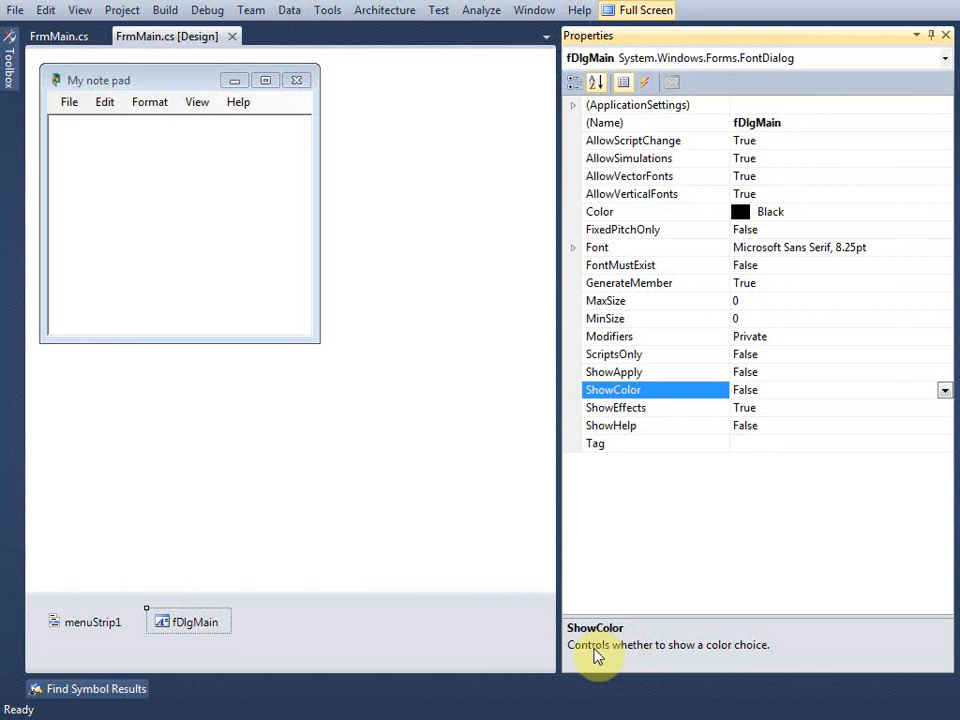 File Edit View Project Build Debug Team Data Tools Architecture Test Analyze Window Help Full Screen
Toolbox
FrmMain.cs FrmMain.cs [Design]
My note pad
File Edit Format View Help
menuStrip1 fDlgMain
Properties
fDlgMain System.Windows.Forms.FontDialog
(ApplicationSettings)
(Name) fDlgMain
AllowScriptChange True
AllowSimulations True
AllowVectorFonts True
AllowVerticalFonts True
Color Black
FixedPitchOnly False
Font Microsoft Sans Serif, 8.25pt
FontMustExist False
GenerateMember True
MaxSize 0
MinSize 0
Modifiers Private
ScriptsOnly False
ShowApply False
ShowColor False
ShowEffects True
ShowHelp False
Tag
ShowColor
Controls whether to show a color choice.
Find Symbol Results
Ready